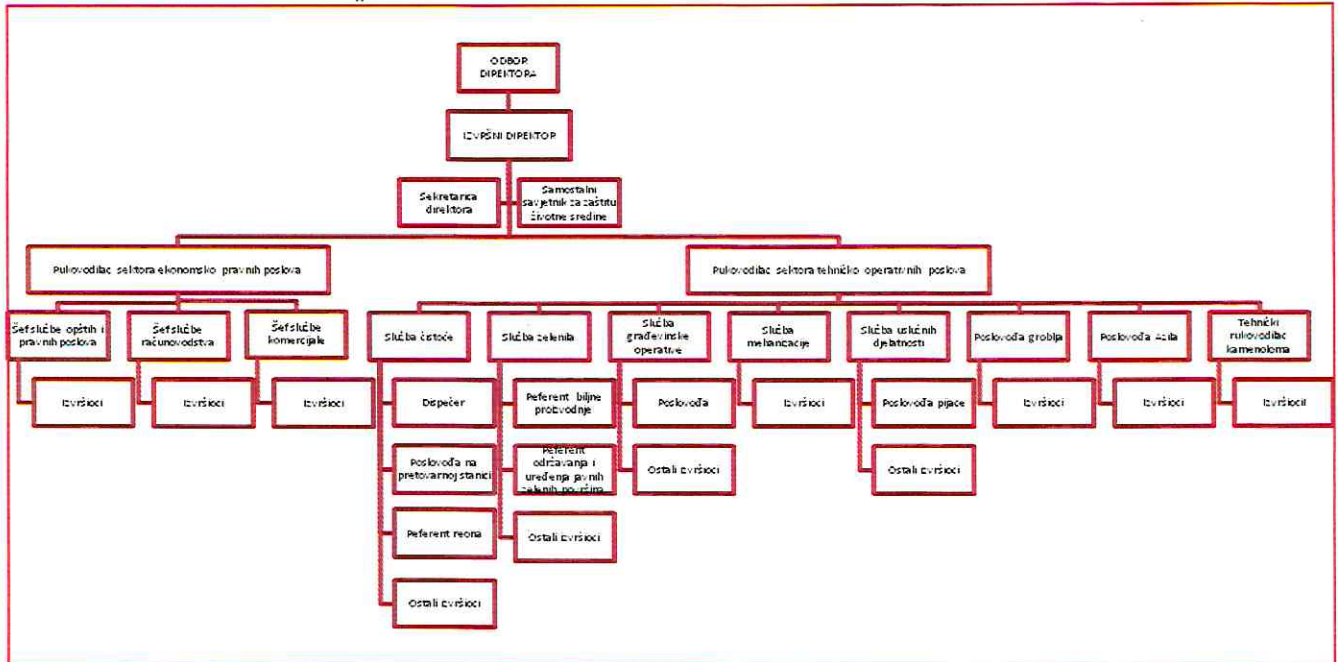 ODBOR
DIREKTORA
IZVRŠNI DIREKTOR
Sekretarica
direktora
Samostalni
savjetnik za zaštitu
životne sredine
Rukovodilac sektora ekonomsko pravnih poslova
Rukovodilac sektora tehničko operativnih poslova
Šef službe opštih i
pravnih poslova
Šef službe
računovodstva
Šef službe
komercijale
Služba čistoće
Služba zelenila
Služba
građevinske
operative
Služba
mehanizacije
Služba uslužnih
djelatnosti
Poslovođa groblja
Poslovođa Azila
Tehnički
rukovodilac
kamenoloma
Izvršioci
Izvršioci
Izvršioci
Dispečer
Referent biljne
proizvodnje
Poslovođa
Izvršioci
Poslovođa pijace
Izvršioci
Izvršioci
Izvršiocil
Poslovođa na
pretovarnoj stanici
Referent
održavanja i
uređenja javnih
zelenih površina
Ostali izvršioci
Ostali izvršioci
Referent reona
Ostali izvršioci
Ostali izvršioci